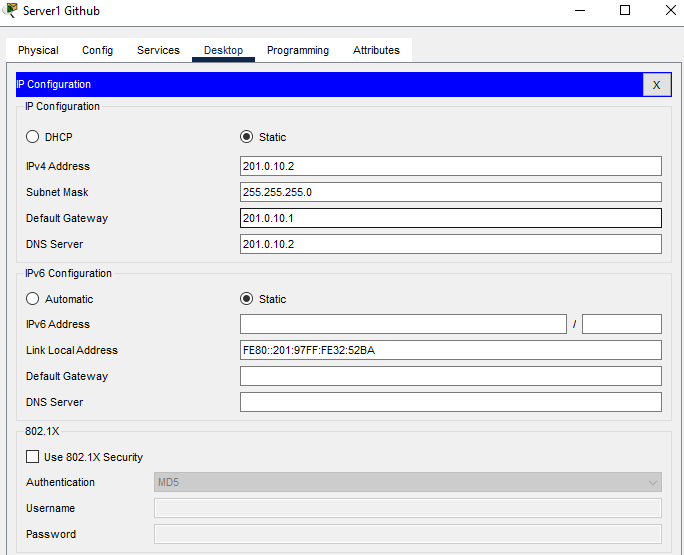 Server1 Github
Physical Config Services Desktop Programming Attributes
IP Configuration X
IP Configuration
DHCP Static
IPv4 Address 201.0.10.2
Subnet Mask 255.255.255.0
Default Gateway 201.0.10.1
DNS Server 201.0.10.2
IPv6 Configuration
Automatic Static
IPv6 Address /
Link Local Address FE80::201:97FF:FE32:52BA
Default Gateway
DNS Server
802.1X
Use 802.1X Security
Authentication MD5
Username
Password